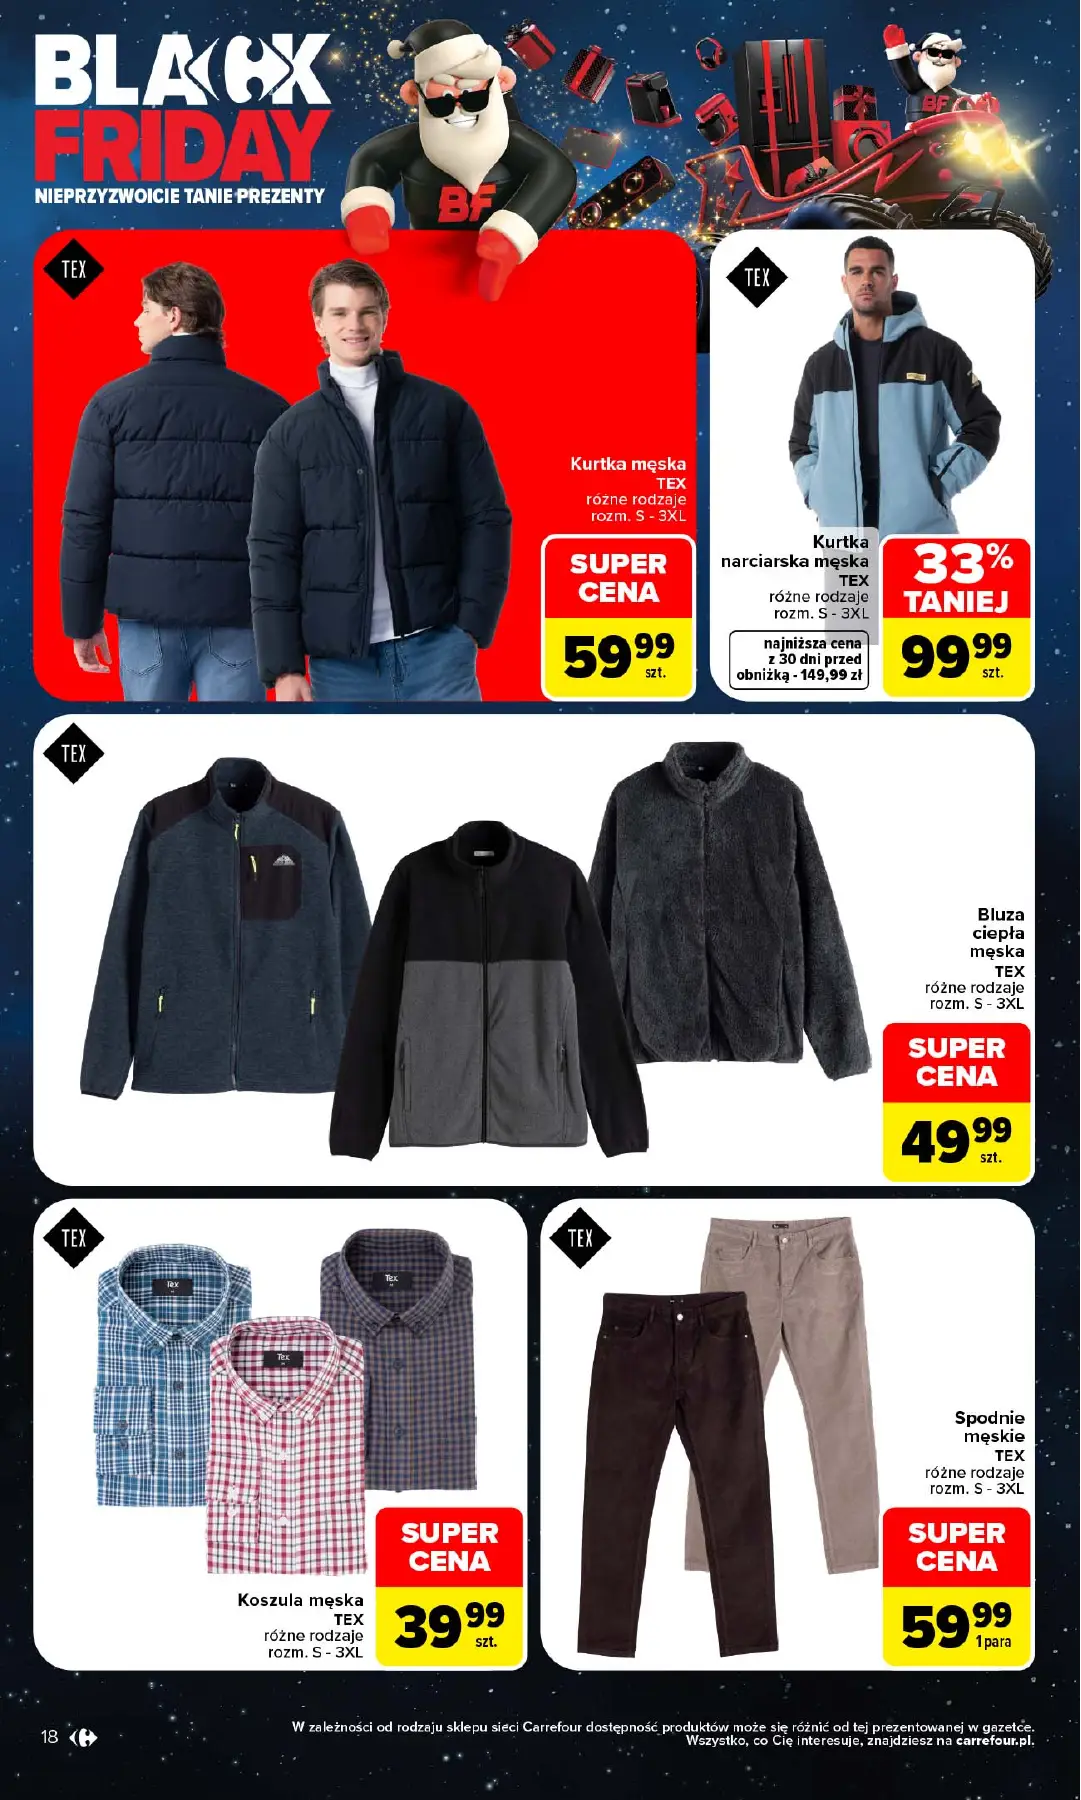 BLACK
FRIDAY
NIEPRZYZWOICIE TANIE PREZENTY
BF
BF
TEX
Kurtka męska
TEX
różne rodzaje
rozm. S - 3XL
SUPER
CENA
59 99
szt.
TEX
Kurtka
narciarska męska
TEX
różne rodzaje
rozm. S - 3XL
najniższa cena
z 30 dni przed
obniżką - 149,99 zł
33%
TANIEJ
99 99
szt.
TEX
Bluza
ciepła
męska
TEX
różne rodzaje
rozm. S - 3XL
SUPER
CENA
49 99
szt.
TEX
Tex
Tex
Tex
Koszula męska
TEX
różne rodzaje
rozm. S - 3XL
SUPER
CENA
39 99
szt.
TEX
Spodnie
męskie
TEX
różne rodzaje
rozm. S - 3XL
SUPER
CENA
59 99
1 para
18
W zależności od rodzaju sklepu sieci Carrefour dostępność produktów może się różnić od tej prezentowanej w gazetce.
Wszystko, co Cię interesuje, znajdziesz na carrefour.pl.